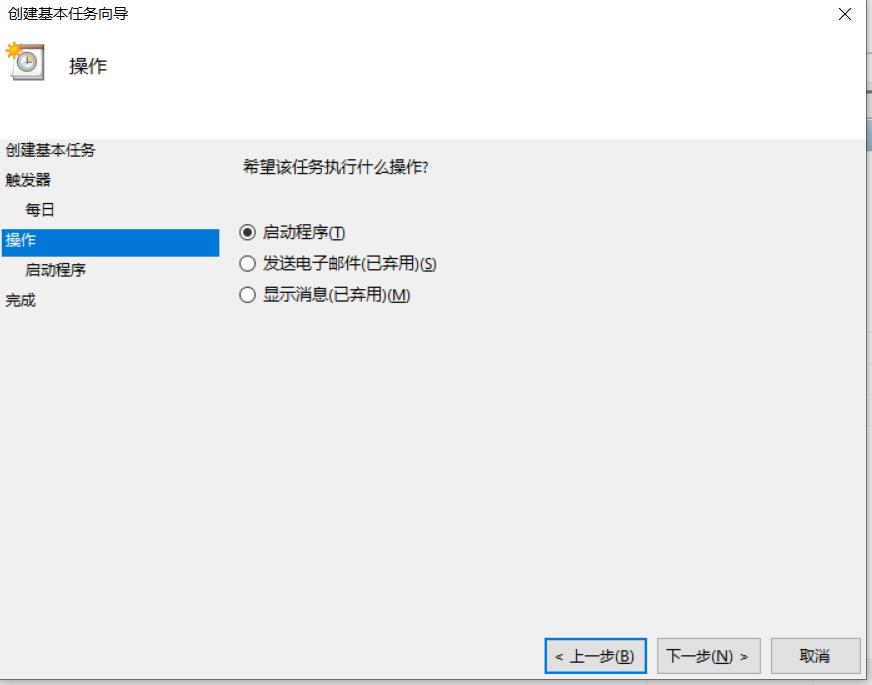 创建基本任务向导
操作
创建基本任务
触发器
每日
操作
启动程序
完成
希望该任务执行什么操作?
启动程序(T)
发送电子邮件(已弃用)(S)
显示消息(已弃用)(M)
< 上一步(B)
下一步(N) >
取消